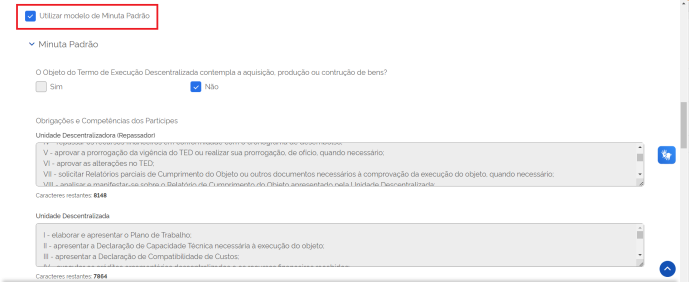 Utilizar modelo de Minuta Padrão
Minuta Padrão
O Objeto do Termo de Execução Descentralizada contempla a aquisição, produção ou contrução de bens?
Sim
Não
Obrigações e Competências dos Partícipes
Unidade Descentralizadora (Repassador)
V - aprovar a prorrogação da vigência do TED ou realizar sua prorrogação, de ofício, quando necessário;
VI - aprovar as alterações no TED;
VII - solicitar Relatórios parciais de Cumprimento do Objeto ou outros documentos necessários à comprovação da execução do objeto, quando necessário;
VIII - analisar e manifestar-se sobre o Relatório de Cumprimento do Objeto apresentado pela Unidade Descentralizada;
Caracteres restantes: 8148
Unidade Descentralizada
I - elaborar e apresentar o Plano de Trabalho;
II - apresentar a Declaração de Capacidade Técnica necessária à execução do objeto;
III - apresentar a Declaração de Compatibilidade de Custos;
Caracteres restantes: 7864